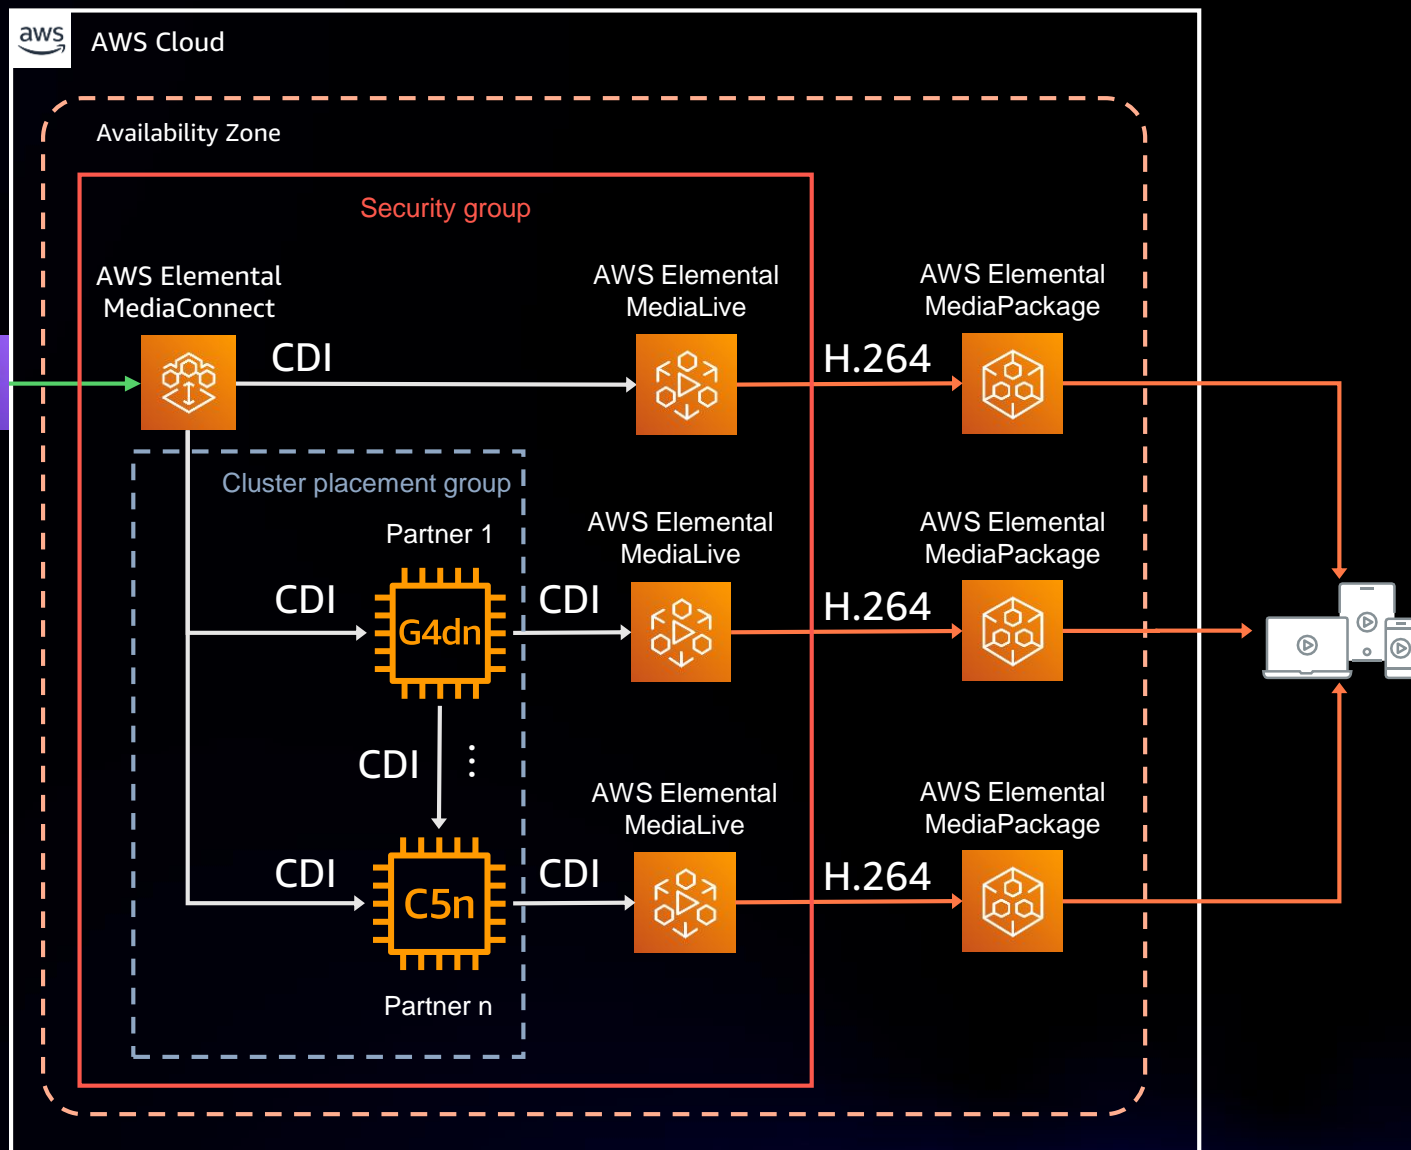 aws
AWS Cloud
Availability Zone
Security group
AWS Elemental
MediaConnect
AWS Elemental
MediaLive
AWS Elemental
MediaPackage
CDI
H.264
Cluster placement group
Partner 1
AWS Elemental
MediaLive
AWS Elemental
MediaPackage
CDI
G4dn
CDI
H.264
CDI
⋮
AWS Elemental
MediaLive
AWS Elemental
MediaPackage
CDI
C5n
CDI
H.264
Partner n